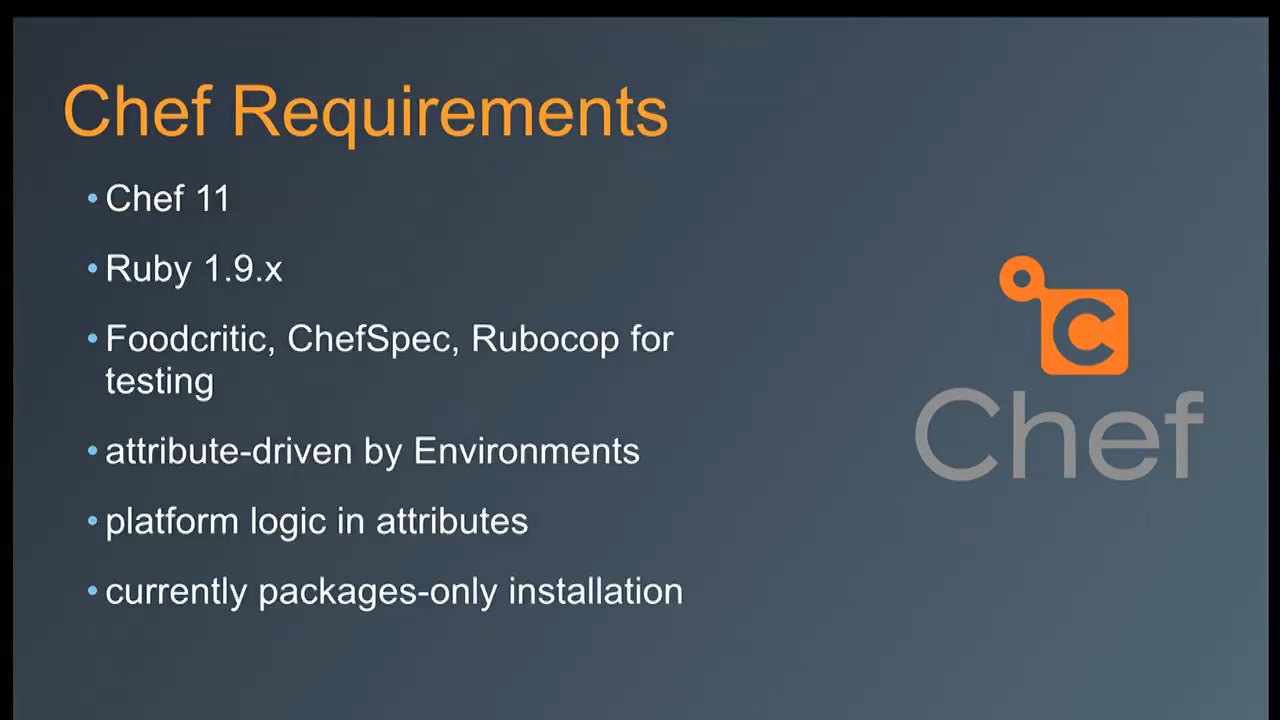 Chef Requirements
• Chef 11
• Ruby 1.9.x
• Foodcritic, ChefSpec, Rubocop for
testing
• attribute-driven by Environments
• platform logic in attributes
• currently packages-only installation
C
Chef